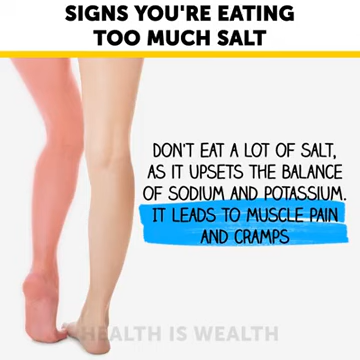 SIGNS YOU'RE EATING
TOO MUCH SALT
DON'T EAT A LOT OF SALT,
AS IT UPSETS THE BALANCE
OF SODIUM AND POTASSIUM.
IT LEADS TO MUSCLE PAIN
AND CRAMPS
HEALTH IS WEALTH